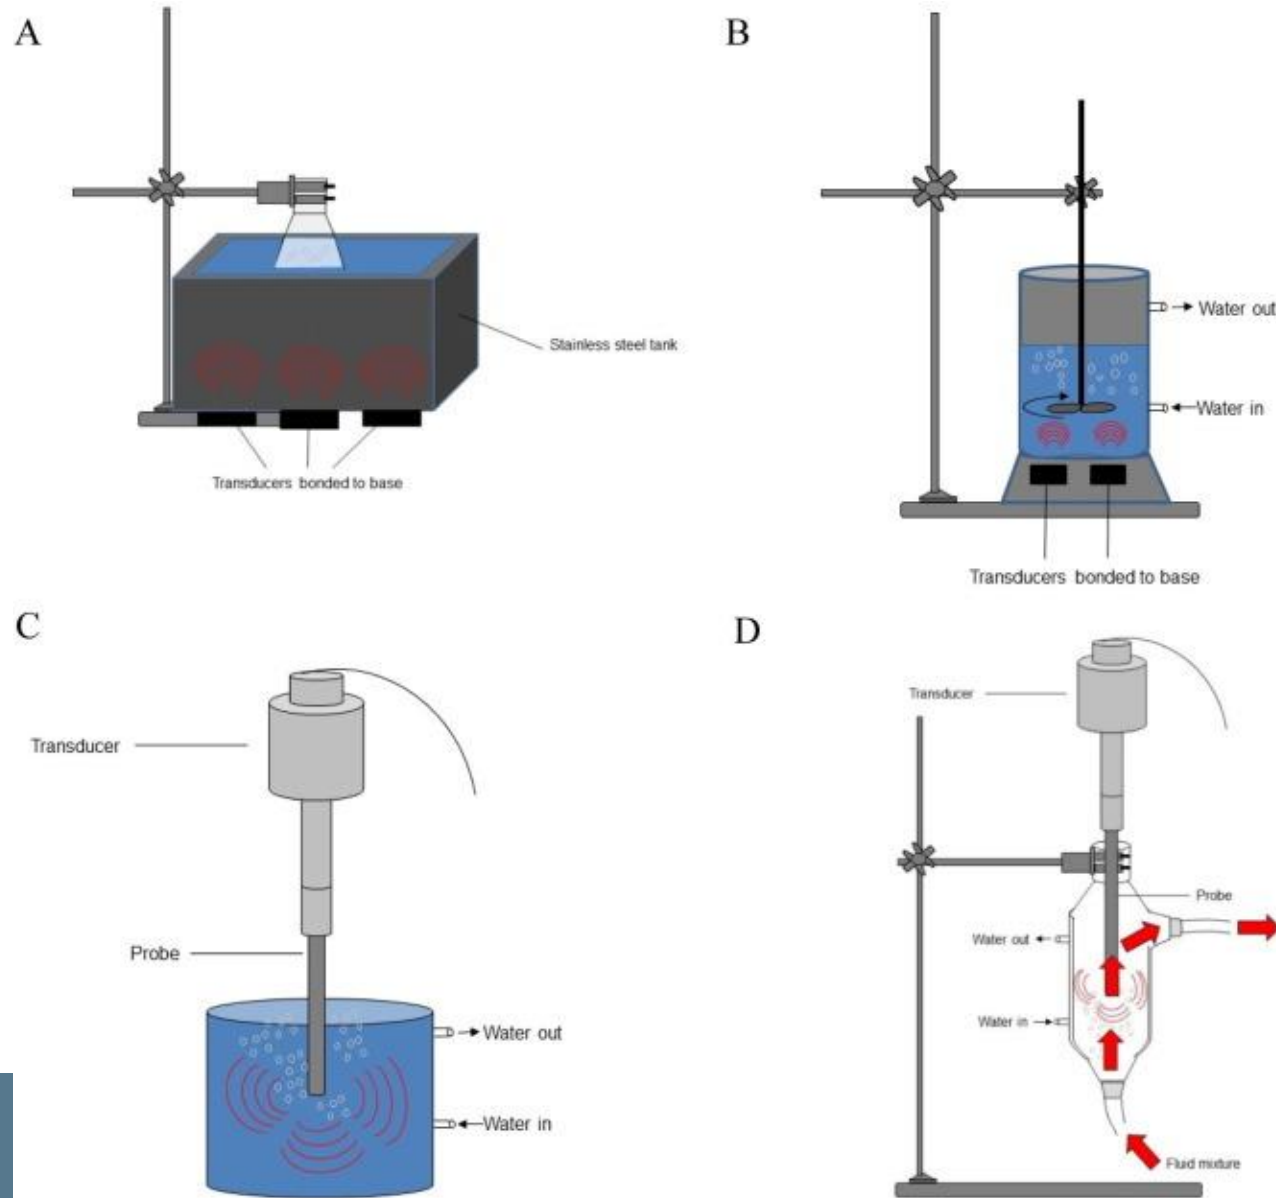 A
B
Stainless steel tank
Transducers bonded to base
Water out
Water in
Transducers bonded to base
C
Transducer
Probe
Water out
Water in
D
Transducer
Probe
Water out
Water in
Fluid mixture